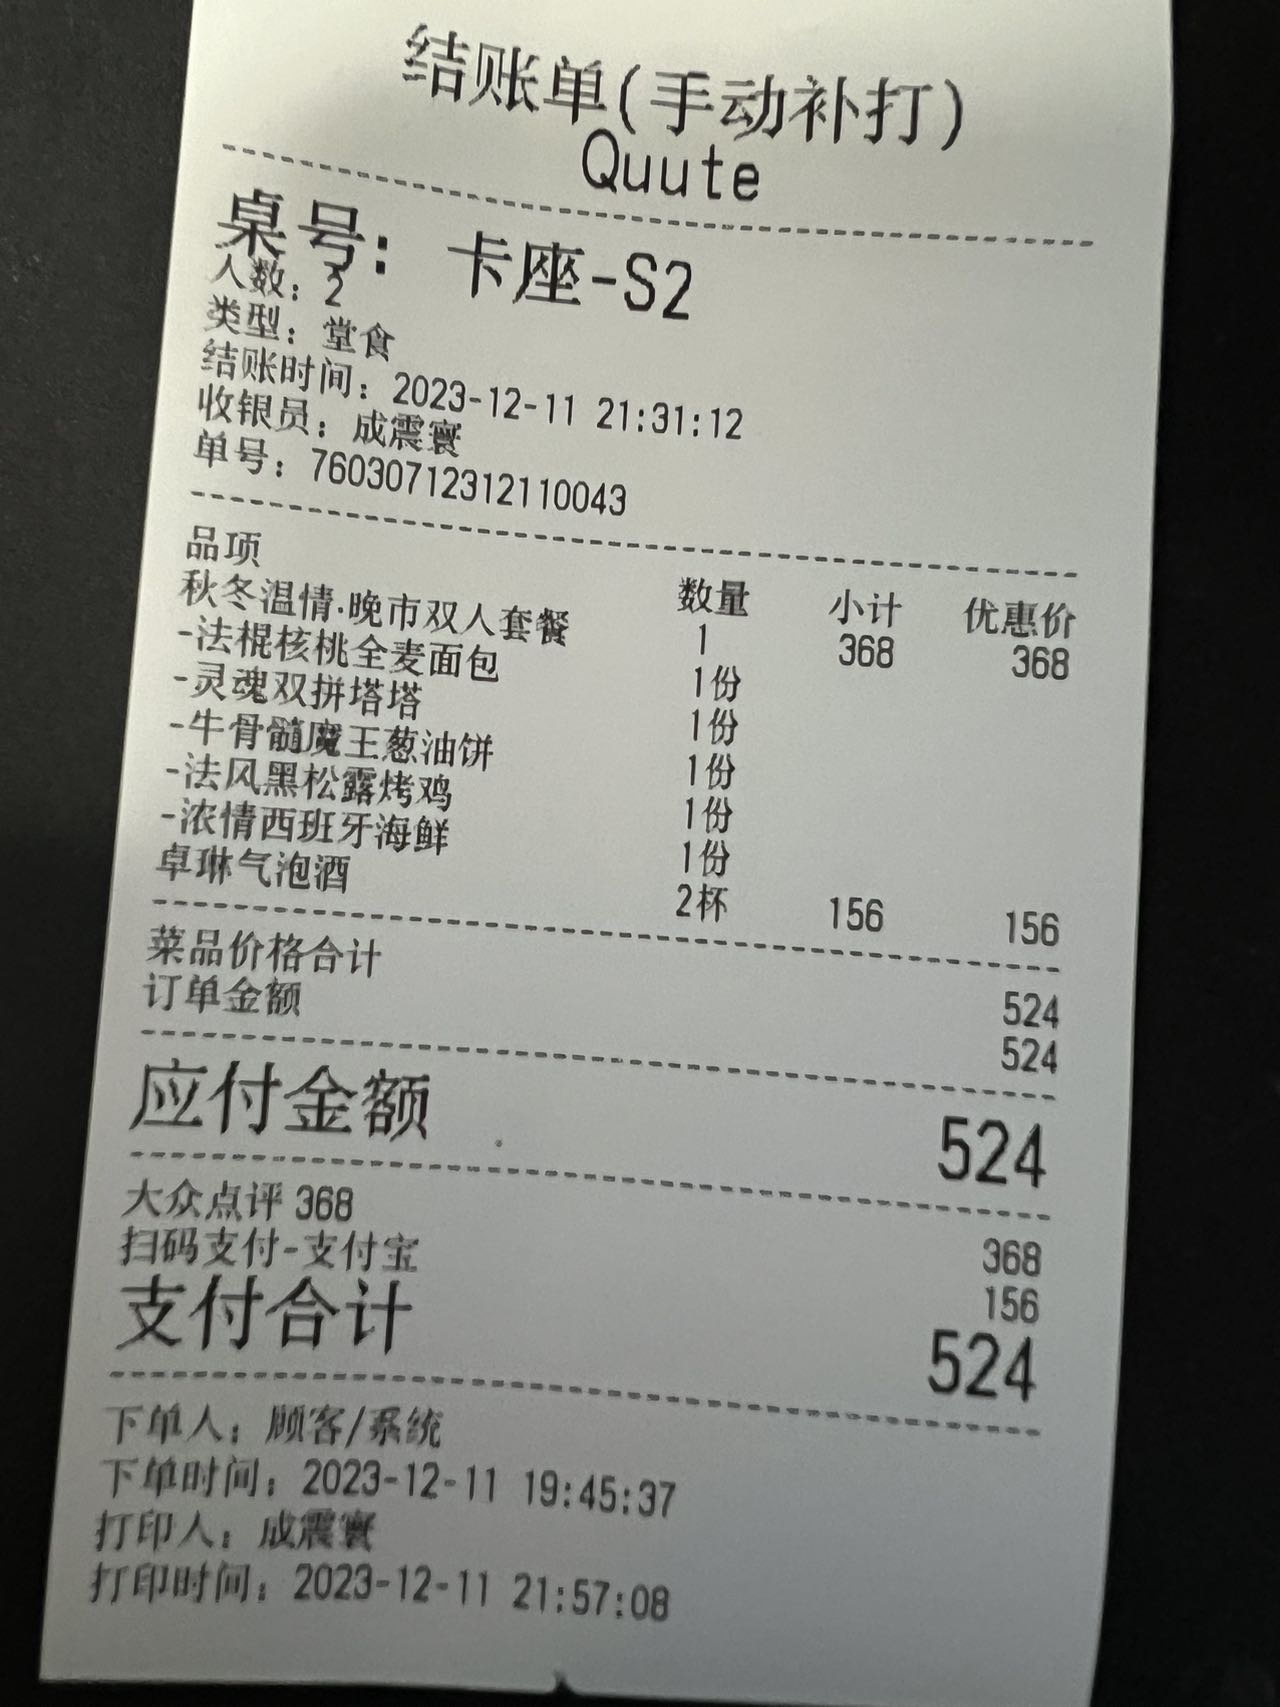 结账单(手动补打)
Quute
桌号: 卡座-S2
人数: 2
类型: 堂食
结账时间: 2023-12-11 21:31:12
收银员: 成震寰
单号: 76030712312110043
品项 数量 小计 优惠价
秋冬温情·晚市双人套餐 1 368 368
-法棍核桃全麦面包 1份
-灵魂双拼塔塔 1份
-牛骨髓魔王葱油饼 1份
-法风黑松露烤鸡 1份
-浓情西班牙海鲜 1份
卓琳气泡酒 2杯 156 156
菜品价格合计 524
订单金额 524
应付金额 524
大众点评 368 368
扫码支付-支付宝 156
支付合计 524
下单人: 顾客/系统
下单时间: 2023-12-11 19:45:37
打印人: 成震寰
打印时间: 2023-12-11 21:57:08